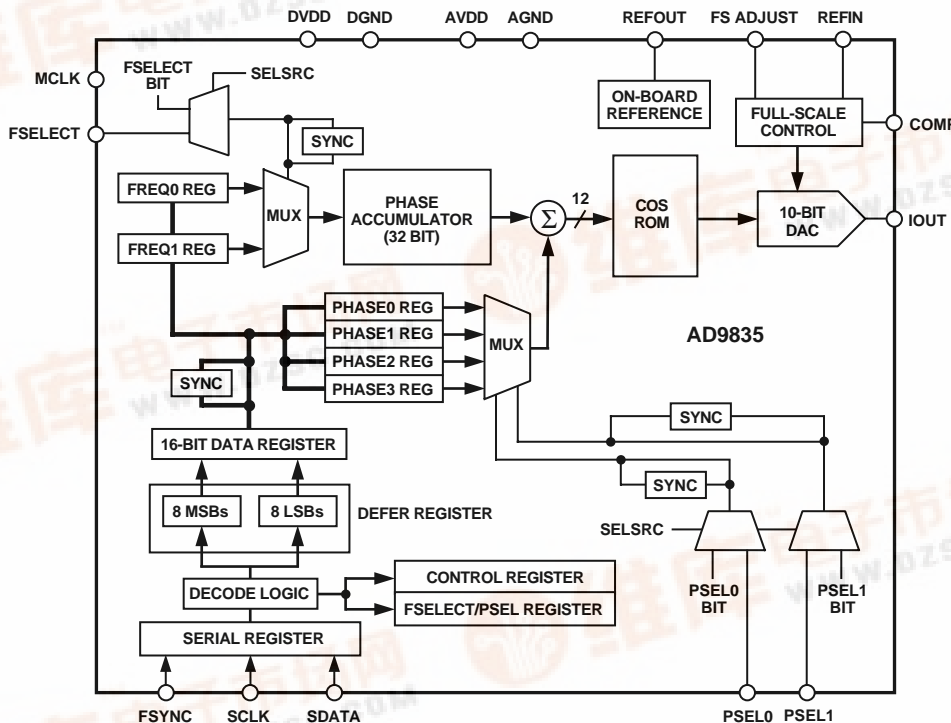 DVDD DGND AVDD AGND REFOUT FS ADJUST REFIN
MCLK
FSELECT
BIT
SELSRC
FSELECT
SYNC
ON-BOARD
REFERENCE
FULL-SCALE
CONTROL
COMP
FREQ0 REG
FREQ1 REG
MUX
PHASE
ACCUMULATOR
(32 BIT)
Σ
12
COS
ROM
10-BIT
DAC
IOUT
PHASE0 REG
PHASE1 REG
PHASE2 REG
PHASE3 REG
MUX
AD9835
SYNC
SYNC
SYNC
16-BIT DATA REGISTER
8 MSBs
8 LSBs
DEFER REGISTER
SELSRC
DECODE LOGIC
CONTROL REGISTER
FSELECT/PSEL REGISTER
PSEL0
BIT
PSEL1
BIT
SERIAL REGISTER
FSYNC SCLK SDATA
PSEL0 PSEL1